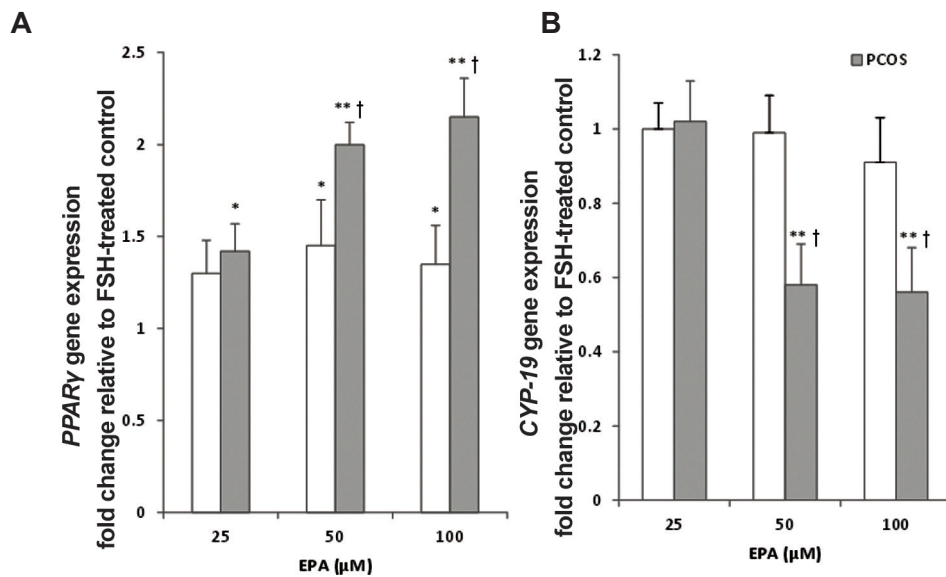 A
PPARγ gene expression
fold change relative to FSH-treated control
2.5
2
1.5
1
0.5
0
*
*
** †
*
** †
25
50
100
EPA (μM)
B
CYP-19 gene expression
fold change relative to FSH-treated control
1.2
1
0.8
0.6
0.4
0.2
0
PCOS
** †
** †
25
50
100
EPA (μM)